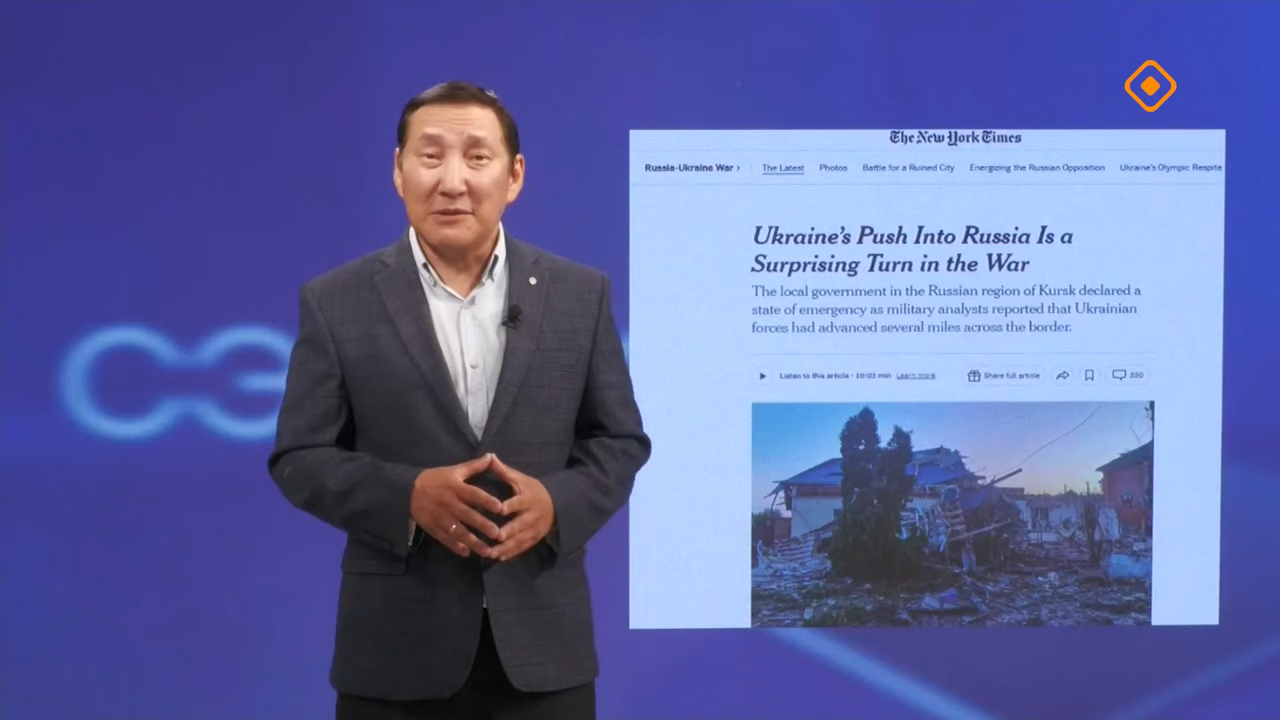 The New York Times
Russia-Ukraine War ›
The Latest
Photos
Battle for a Ruined City
Energizing the Russian Opposition
Ukraine's Olympic Respite
Ukraine's Push Into Russia Is a
Surprising Turn in the War
The local government in the Russian region of Kursk declared a
state of emergency as military analysts reported that Ukrainian
forces had advanced several miles across the border.
Listen to this article · 10:03 min Learn more
Share full article